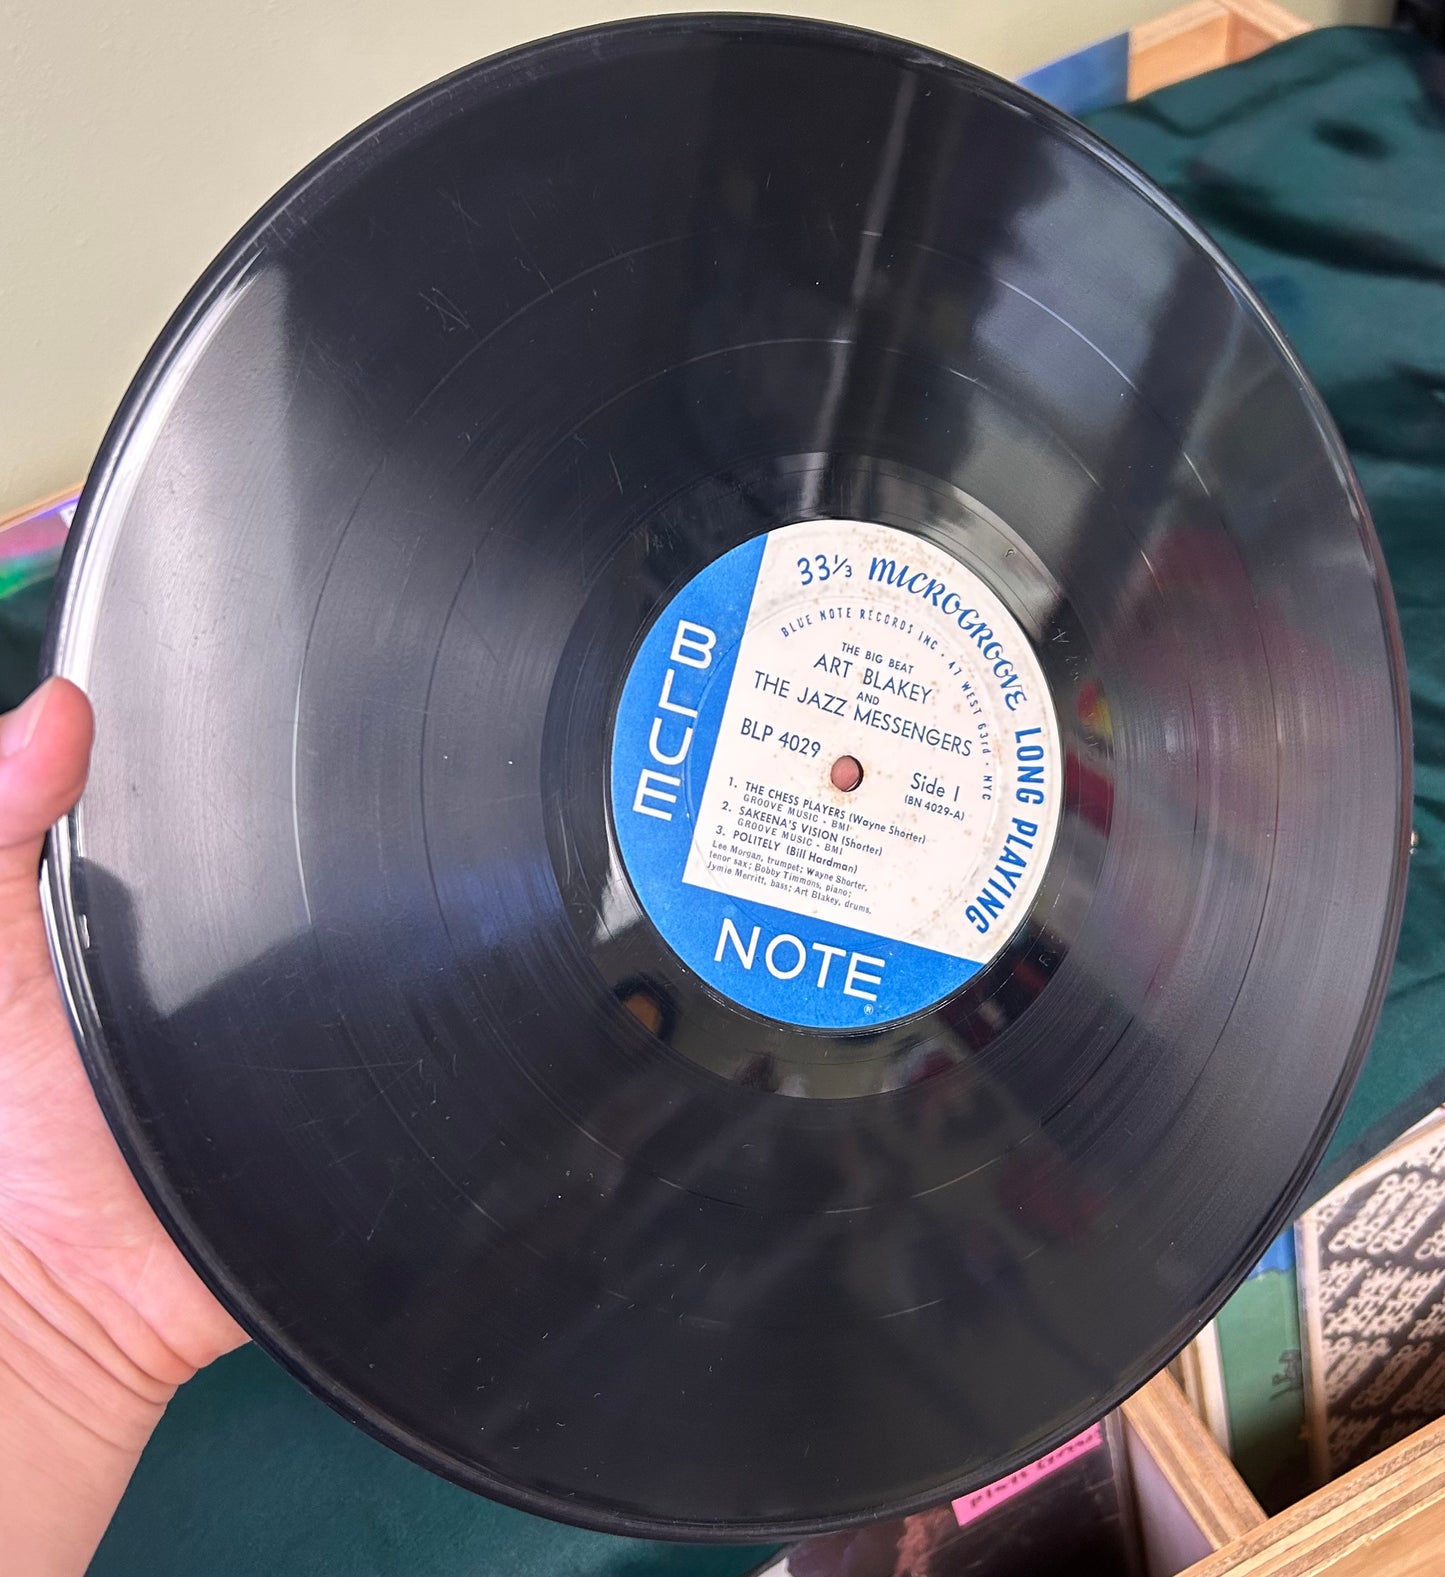 33⅓ MICROGROOVE LONG PLAYING
BLUE NOTE RECORDS INC • 47 WEST 63rd • NYC
THE BIG BEAT
ART BLAKEY
AND
THE JAZZ MESSENGERS
BLP 4029
Side 1
(BN 4029-A)
1. THE CHESS PLAYERS (Wayne Shorter)
GROOVE MUSIC - BMI
2. SAKEENA'S VISION (Shorter)
GROOVE MUSIC - BMI
3. POLITELY (Bill Hardman)
Lee Morgan, trumpet; Wayne Shorter,
tenor sax; Bobby Timmons, piano;
Jymie Merritt, bass; Art Blakey, drums.
BLUE
NOTE
®